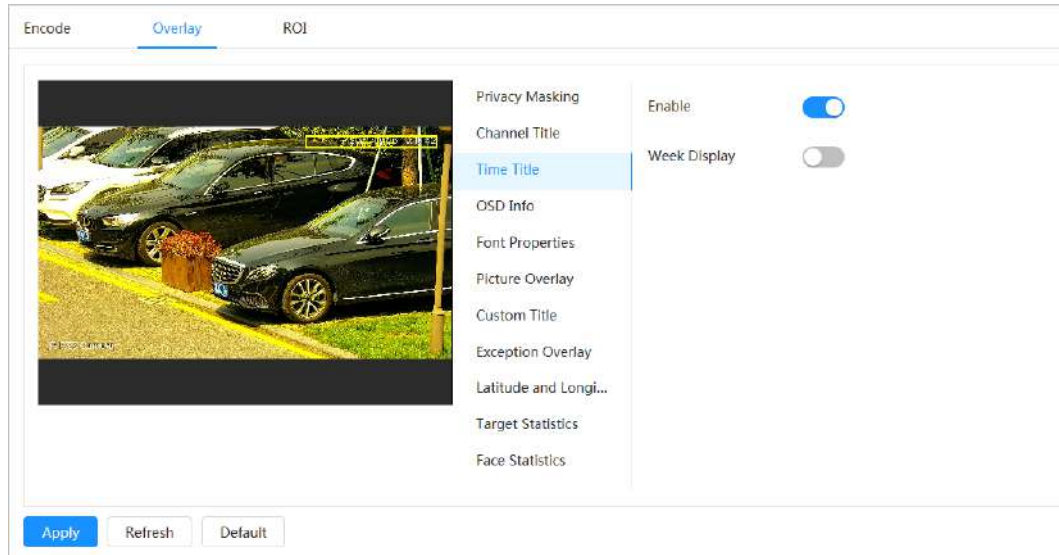 Encode Overlay ROI
Privacy Masking
Enable
Channel Title
Week Display
Time Title
OSD Info
Font Properties
Picture Overlay
Custom Title
Exception Overlay
Latitude and Longi...
Target Statistics
Face Statistics
Apply Refresh Default